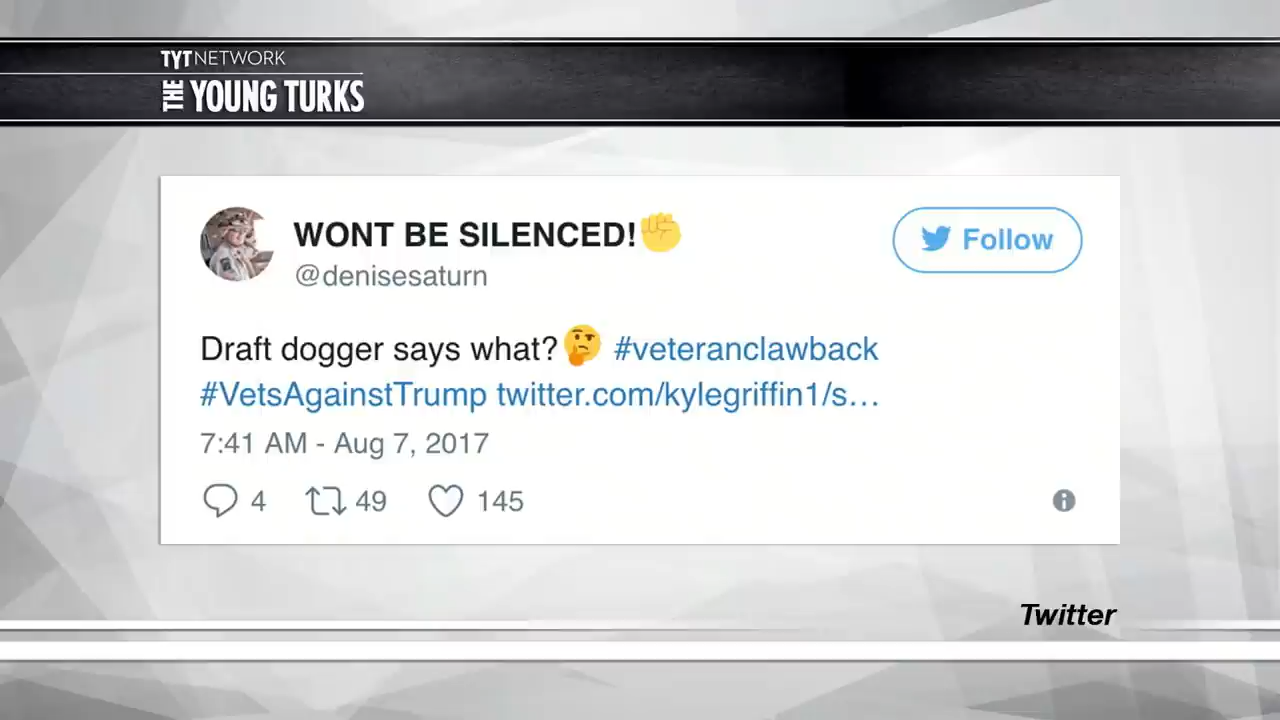 TYT NETWORK
THE YOUNG TURKS
WONT BE SILENCED!✊
@denisesaturn
Follow
Draft dogger says what?🤔 #veteranclawback
#VetsAgainstTrump twitter.com/kylegriffin1/s…
7:41 AM - Aug 7, 2017
4 49 145
Twitter